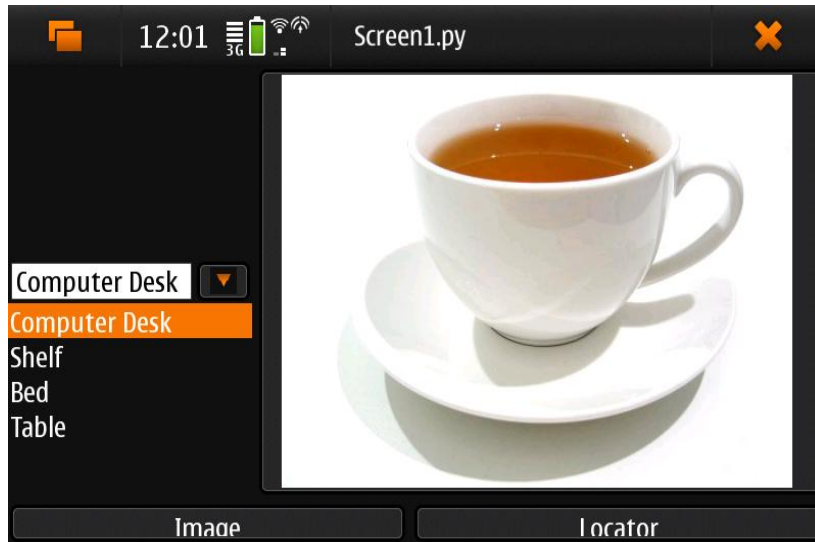 12:01 3G Screen1.py
Computer Desk
Computer Desk
Shelf
Bed
Table
Image Locator